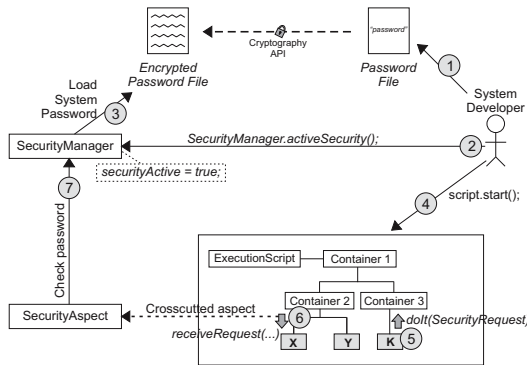 "password"
Cryptography
API
Encrypted
Password File
Password
File
1
System
Developer
Load
System
Password
3
SecurityManager
SecurityManager.activeSecurity();
2
securityActive = true;
7
4
script.start();
Check password
ExecutionScript
Container 1
Container 2
Container 3
SecurityAspect
Crosscutted aspect
6
doIt(SecurityRequest)
receiveRequest(...)
X
Y
K
5